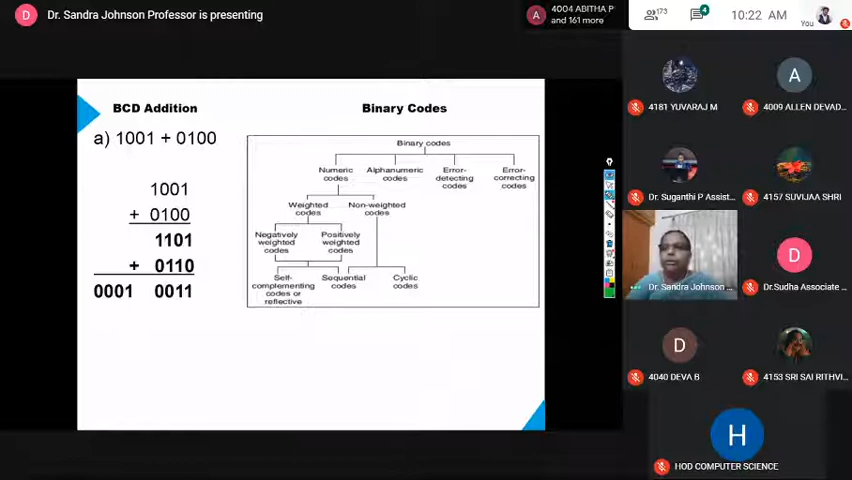 D Dr. Sandra Johnson Professor is presenting
A 4004 ABITHA P
and 161 more
173
4
10:22 AM
You
BCD Addition
a) 1001 + 0100
1001
+ 0100
1101
+ 0110
0001 0011
Binary Codes
Binary codes
Numeric
codes
Alphanumeric
codes
Error-
detecting
codes
Error-
correcting
codes
Weighted
codes
Non-weighted
codes
Negatively
weighted
codes
Positively
weighted
codes
Self-
complementing
codes or
reflective
Sequential
codes
Cyclic
codes
4181 YUVARAJ M
A
4009 ALLEN DEVAD...
Dr. Suganthi P Assist...
4157 SUVIJAA SHRI
Dr. Sandra Johnson ...
D
Dr.Sudha Associate ...
D
4040 DEVA B
4153 SRI SAI RITHVI...
H
HOD COMPUTER SCIENCE